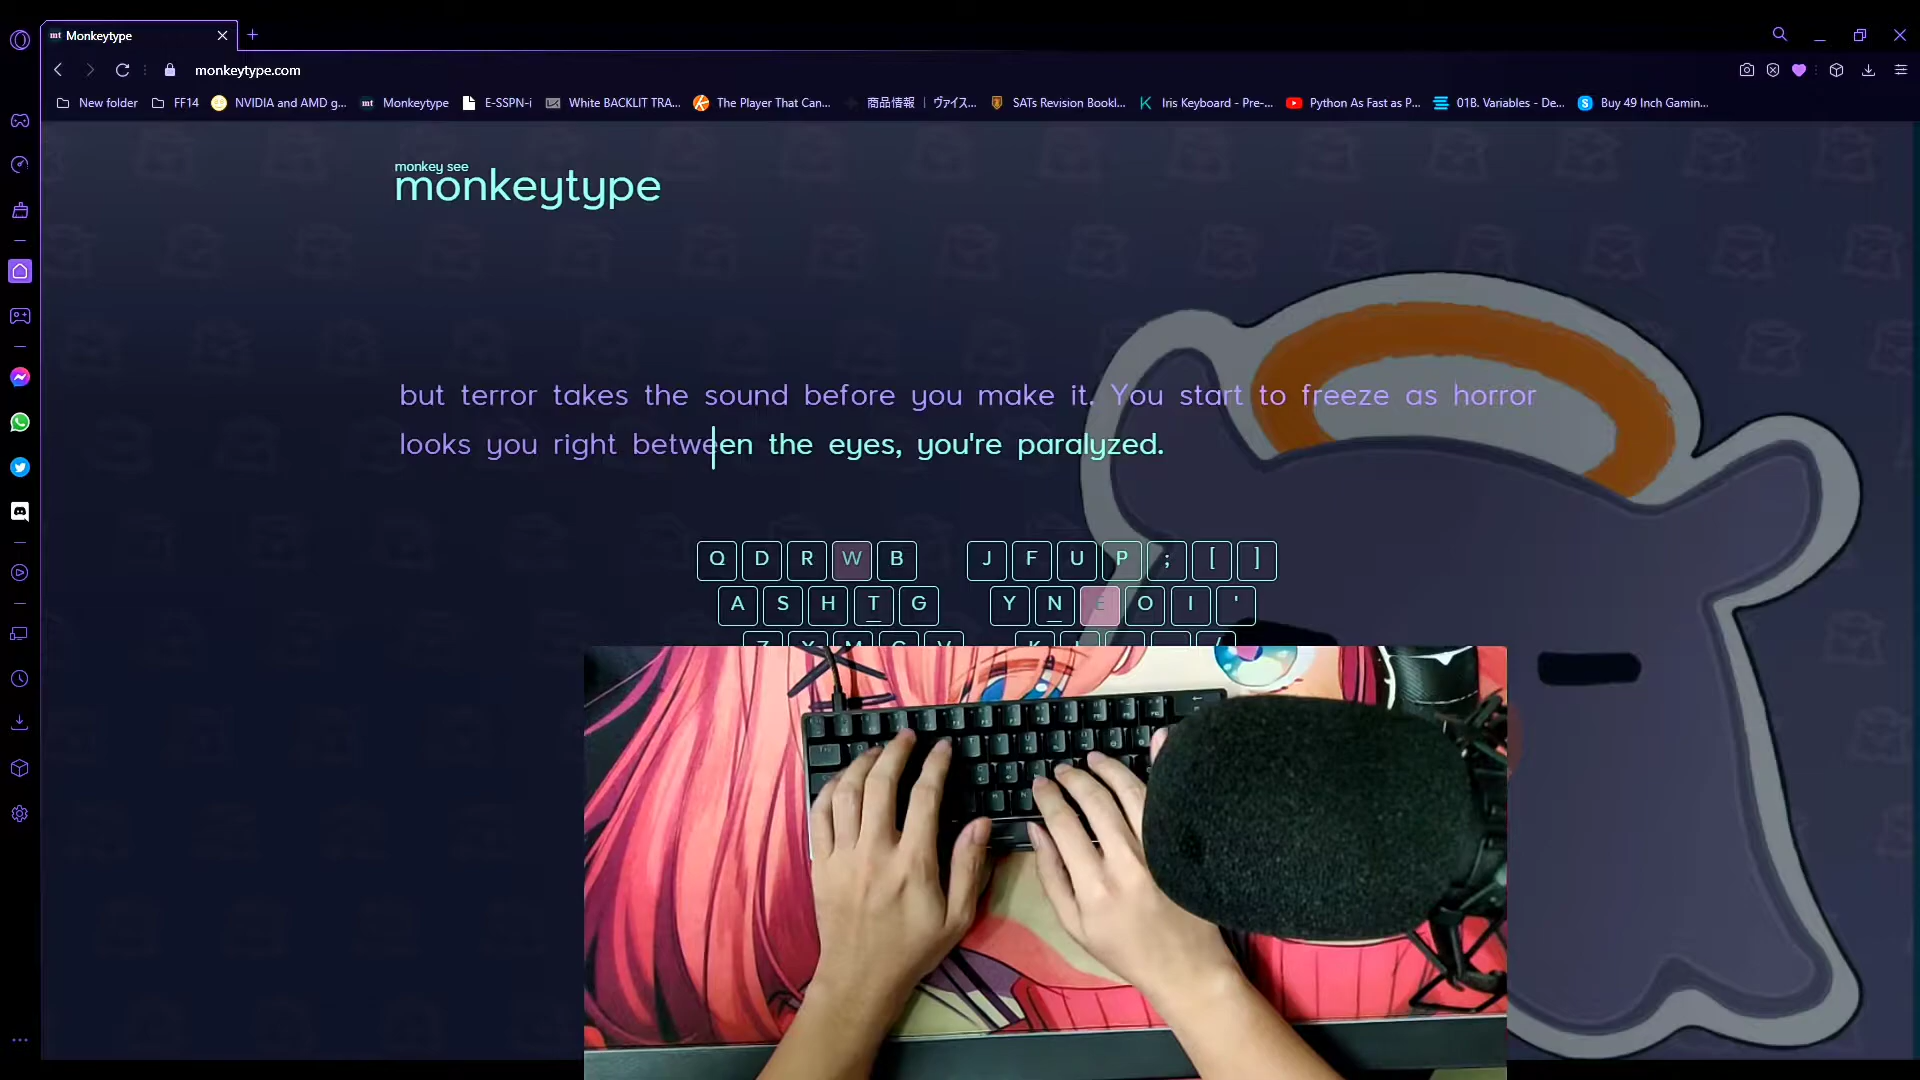 mt Monkeytype
monkeytype.com
New folder FF14 NVIDIA and AMD g... mt Monkeytype E-SSPN-i White BACKLIT TRA... The Player That Can... 商品情報 | ヴァイス... SATs Revision Bookl... Iris Keyboard - Pre-... Python As Fast as P... 01B. Variables - De... Buy 49 Inch Gamin...
monkey see
monkeytype
but terror takes the sound before you make it. You start to freeze as horror
looks you right between the eyes, you're paralyzed.
Q D R W B J F U P ; [ ]
A S H T G Y N E O I '
Z X M C V K L /